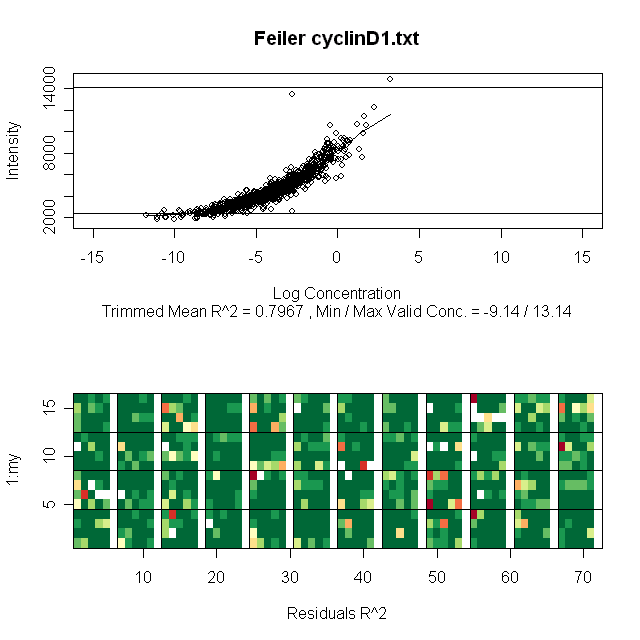 Feiler cyclinD1.txt
Intensity
14000
8000
2000
-15 -10 -5 0 5 10 15
Log Concentration
Trimmed Mean R^2 = 0.7967 , Min / Max Valid Conc. = -9.14 / 13.14
1:my
15
10
5
10 20 30 40 50 60 70
Residuals R^2